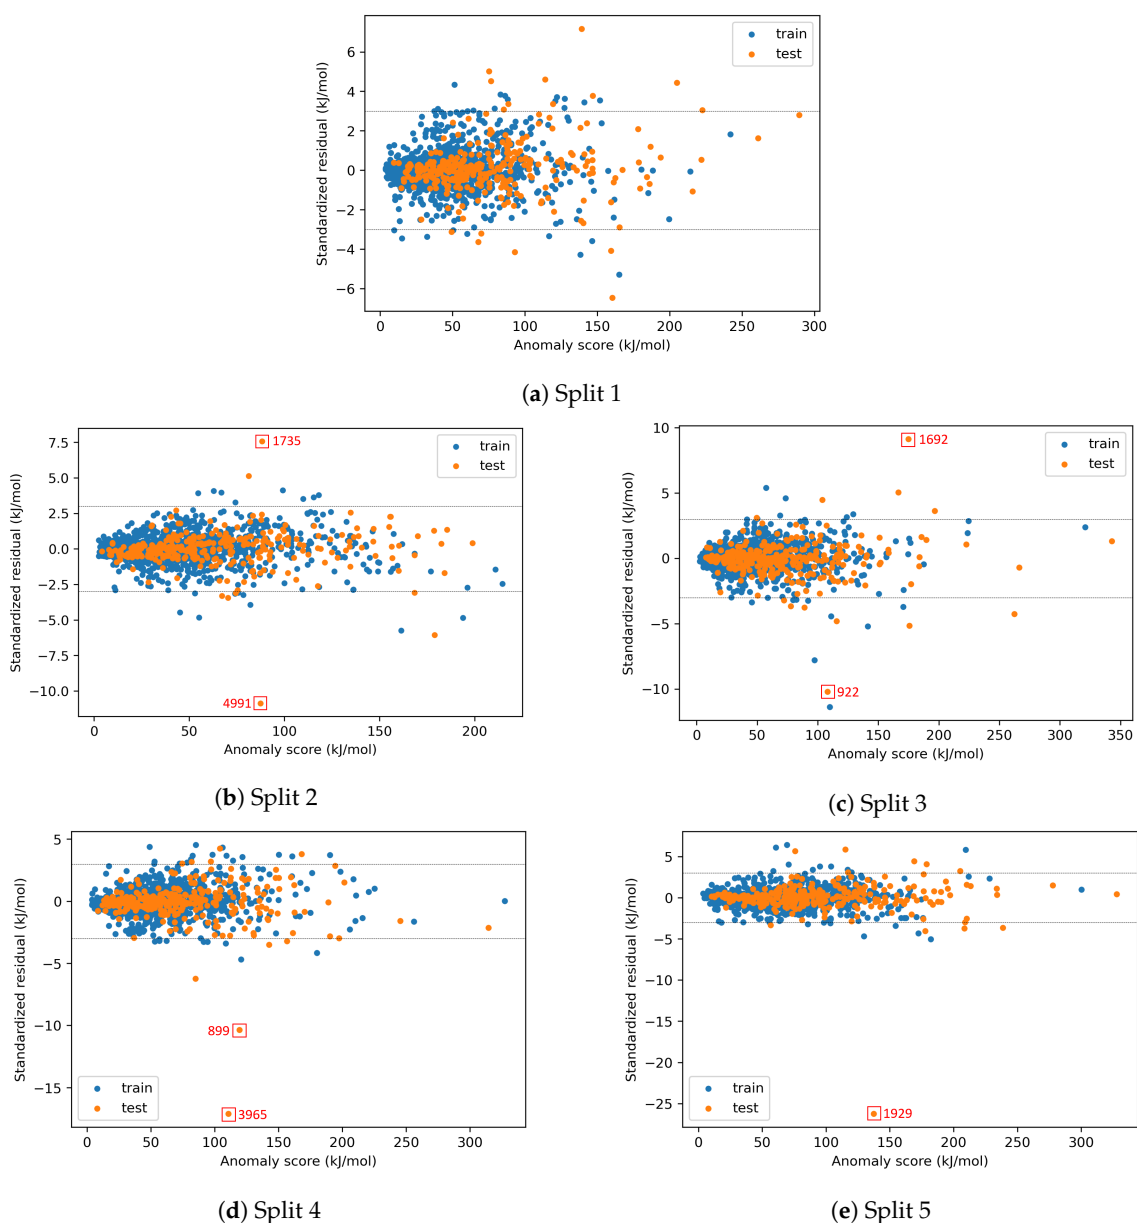 train
test
6
4
2
0
−2
−4
−6
Standardized residual (kJ/mol)
0 50 100 150 200 250 300
Anomaly score (kJ/mol)
(a) Split 1
1735
train
test
7.5
5.0
2.5
0.0
−2.5
−5.0
−7.5
−10.0
Standardized residual (kJ/mol)
4991
0 50 100 150 200
Anomaly score (kJ/mol)
(b) Split 2
1692
train
test
10
5
0
−5
−10
Standardized residual (kJ/mol)
922
0 50 100 150 200 250 300 350
Anomaly score (kJ/mol)
(c) Split 3
5
0
−5
−10
−15
Standardized residual (kJ/mol)
899
train
test
3965
0 50 100 150 200 250 300
Anomaly score (kJ/mol)
(d) Split 4
5
0
−5
−10
−15
−20
−25
Standardized residual (kJ/mol)
train
test
1929
0 50 100 150 200 250 300
Anomaly score (kJ/mol)
(e) Split 5